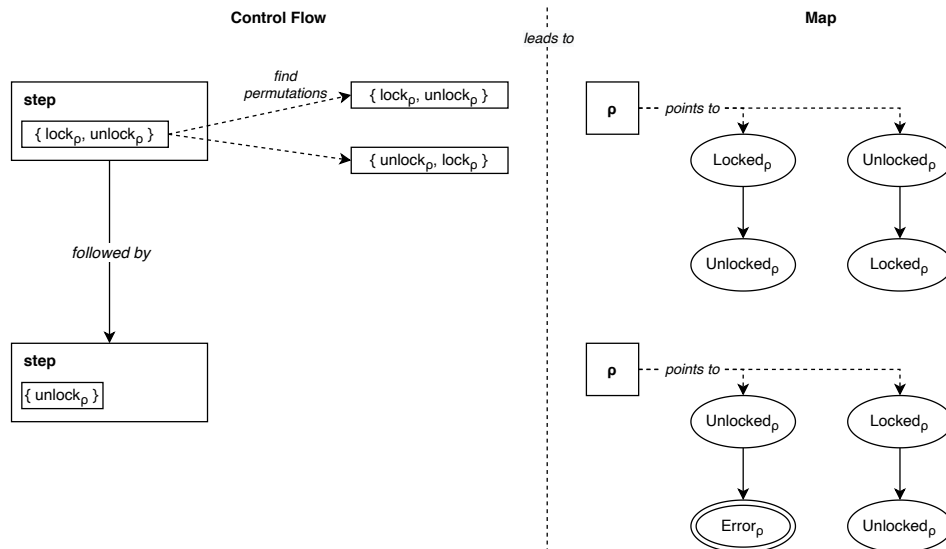 Control Flow
leads to
Map
step
{ lockρ, unlockρ }
find
permutations
{ lockρ, unlockρ }
{ unlockρ, lockρ }
followed by
step
{ unlockρ }
ρ
points to
Lockedρ
Unlockedρ
Unlockedρ
Lockedρ
ρ
points to
Unlockedρ
Lockedρ
Errorρ
Unlockedρ